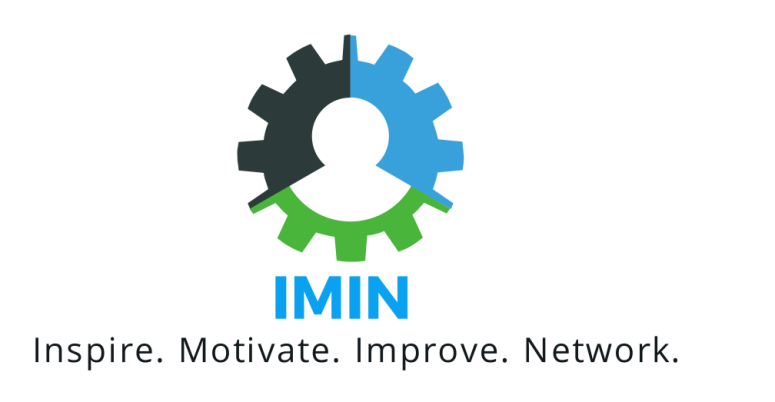 IMIN
Inspire. Motivate. Improve. Network.